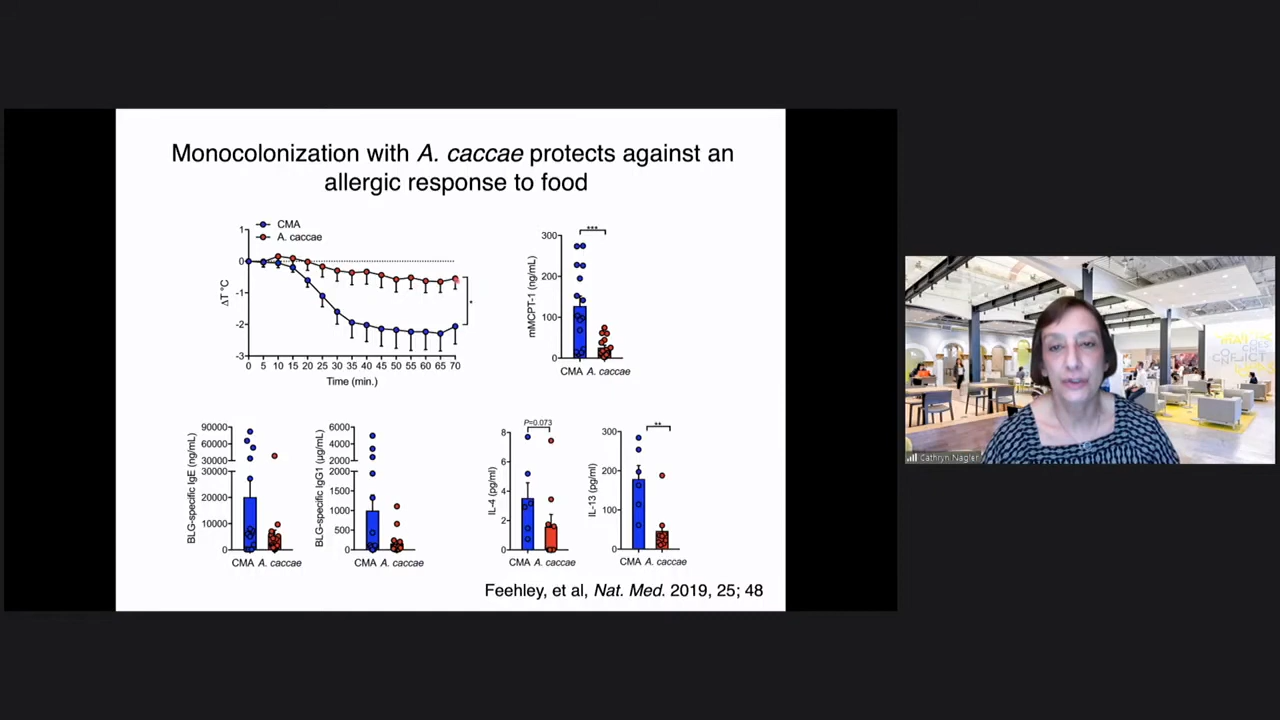 Monocolonization with A. caccae protects against an
allergic response to food
CMA
A. caccae
1
0
-1
-2
-3
ΔT °C
0 5 10 15 20 25 30 35 40 45 50 55 60 65 70
Time (min.)
*
***
300
200
100
0
mMCPT-1 (ng/mL)
CMA A. caccae
90000
60000
30000
30000
20000
10000
0
BLG-specific IgE (ng/mL)
CMA A. caccae
6000
4000
2000
2000
1500
1000
500
0
BLG-specific IgG1 (µg/mL)
CMA A. caccae
P=0.073
8
6
4
2
0
IL-4 (pg/ml)
CMA A. caccae
**
300
200
100
0
IL-13 (pg/ml)
CMA A. caccae
Feehley, et al, Nat. Med. 2019, 25; 48
CONFLICT
Cathryn Nagler